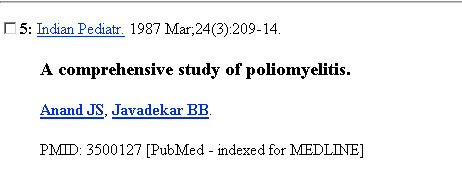 5: Indian Pediatr. 1987 Mar;24(3):209-14.
A comprehensive study of poliomyelitis.
Anand JS, Javadekar BB.
PMID: 3500127 [PubMed - indexed for MEDLINE]